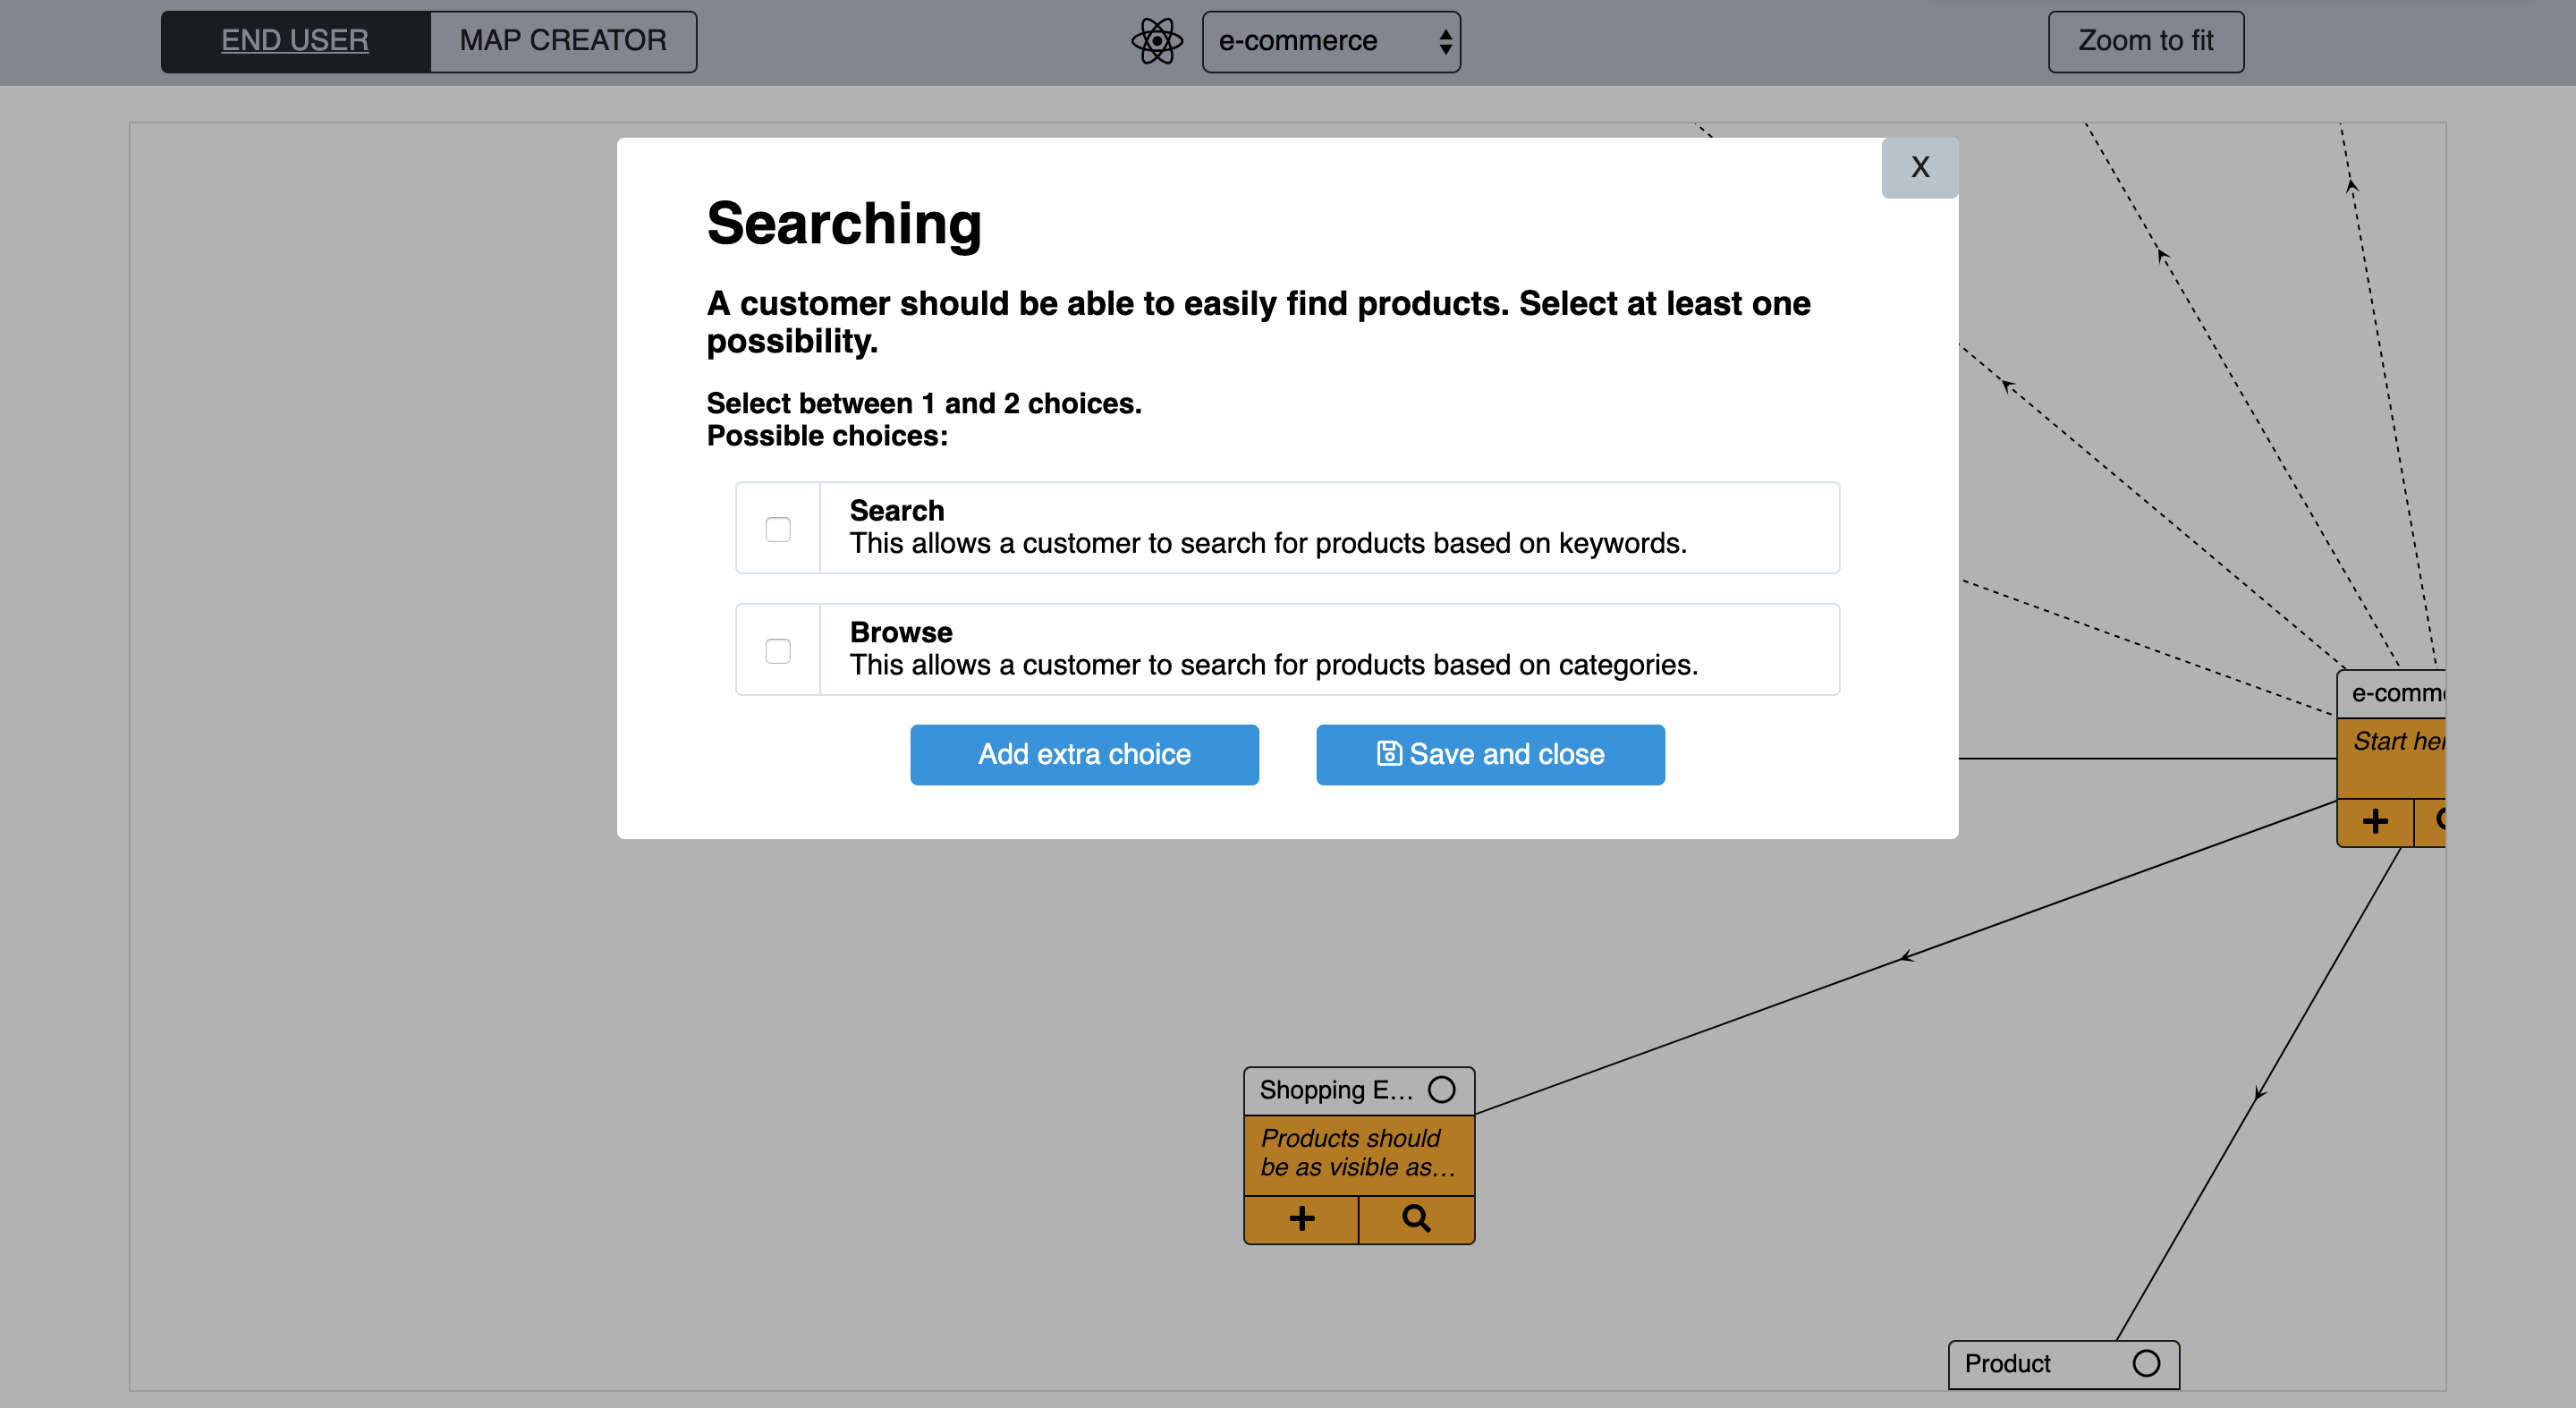 END USER
MAP CREATOR
e-commerce
Zoom to fit
X
Searching
A customer should be able to easily find products. Select at least one
possibility.
Select between 1 and 2 choices.
Possible choices:
Search
This allows a customer to search for products based on keywords.
Browse
This allows a customer to search for products based on categories.
Add extra choice
Save and close
e-comm
Start her
Shopping E...
Products should
be as visible as...
Product